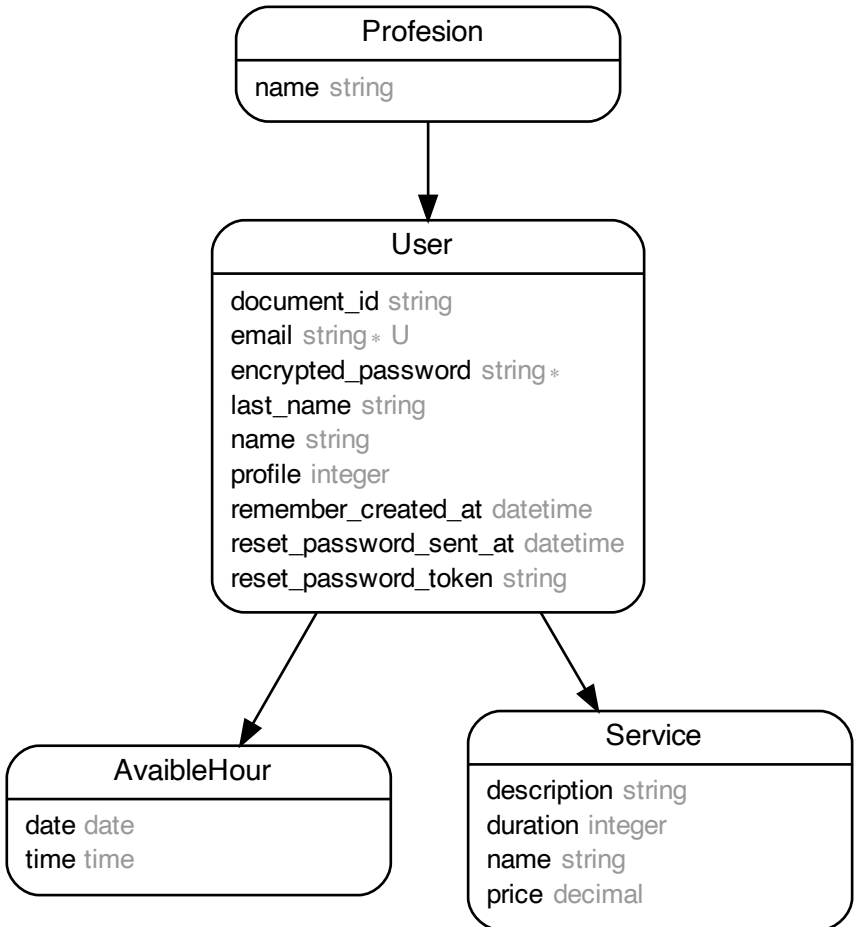 Profesion
name string
User
document_id string
email string* U
encrypted_password string*
last_name string
name string
profile integer
remember_created_at datetime
reset_password_sent_at datetime
reset_password_token string
AvaibleHour
date date
time time
Service
description string
duration integer
name string
price decimal